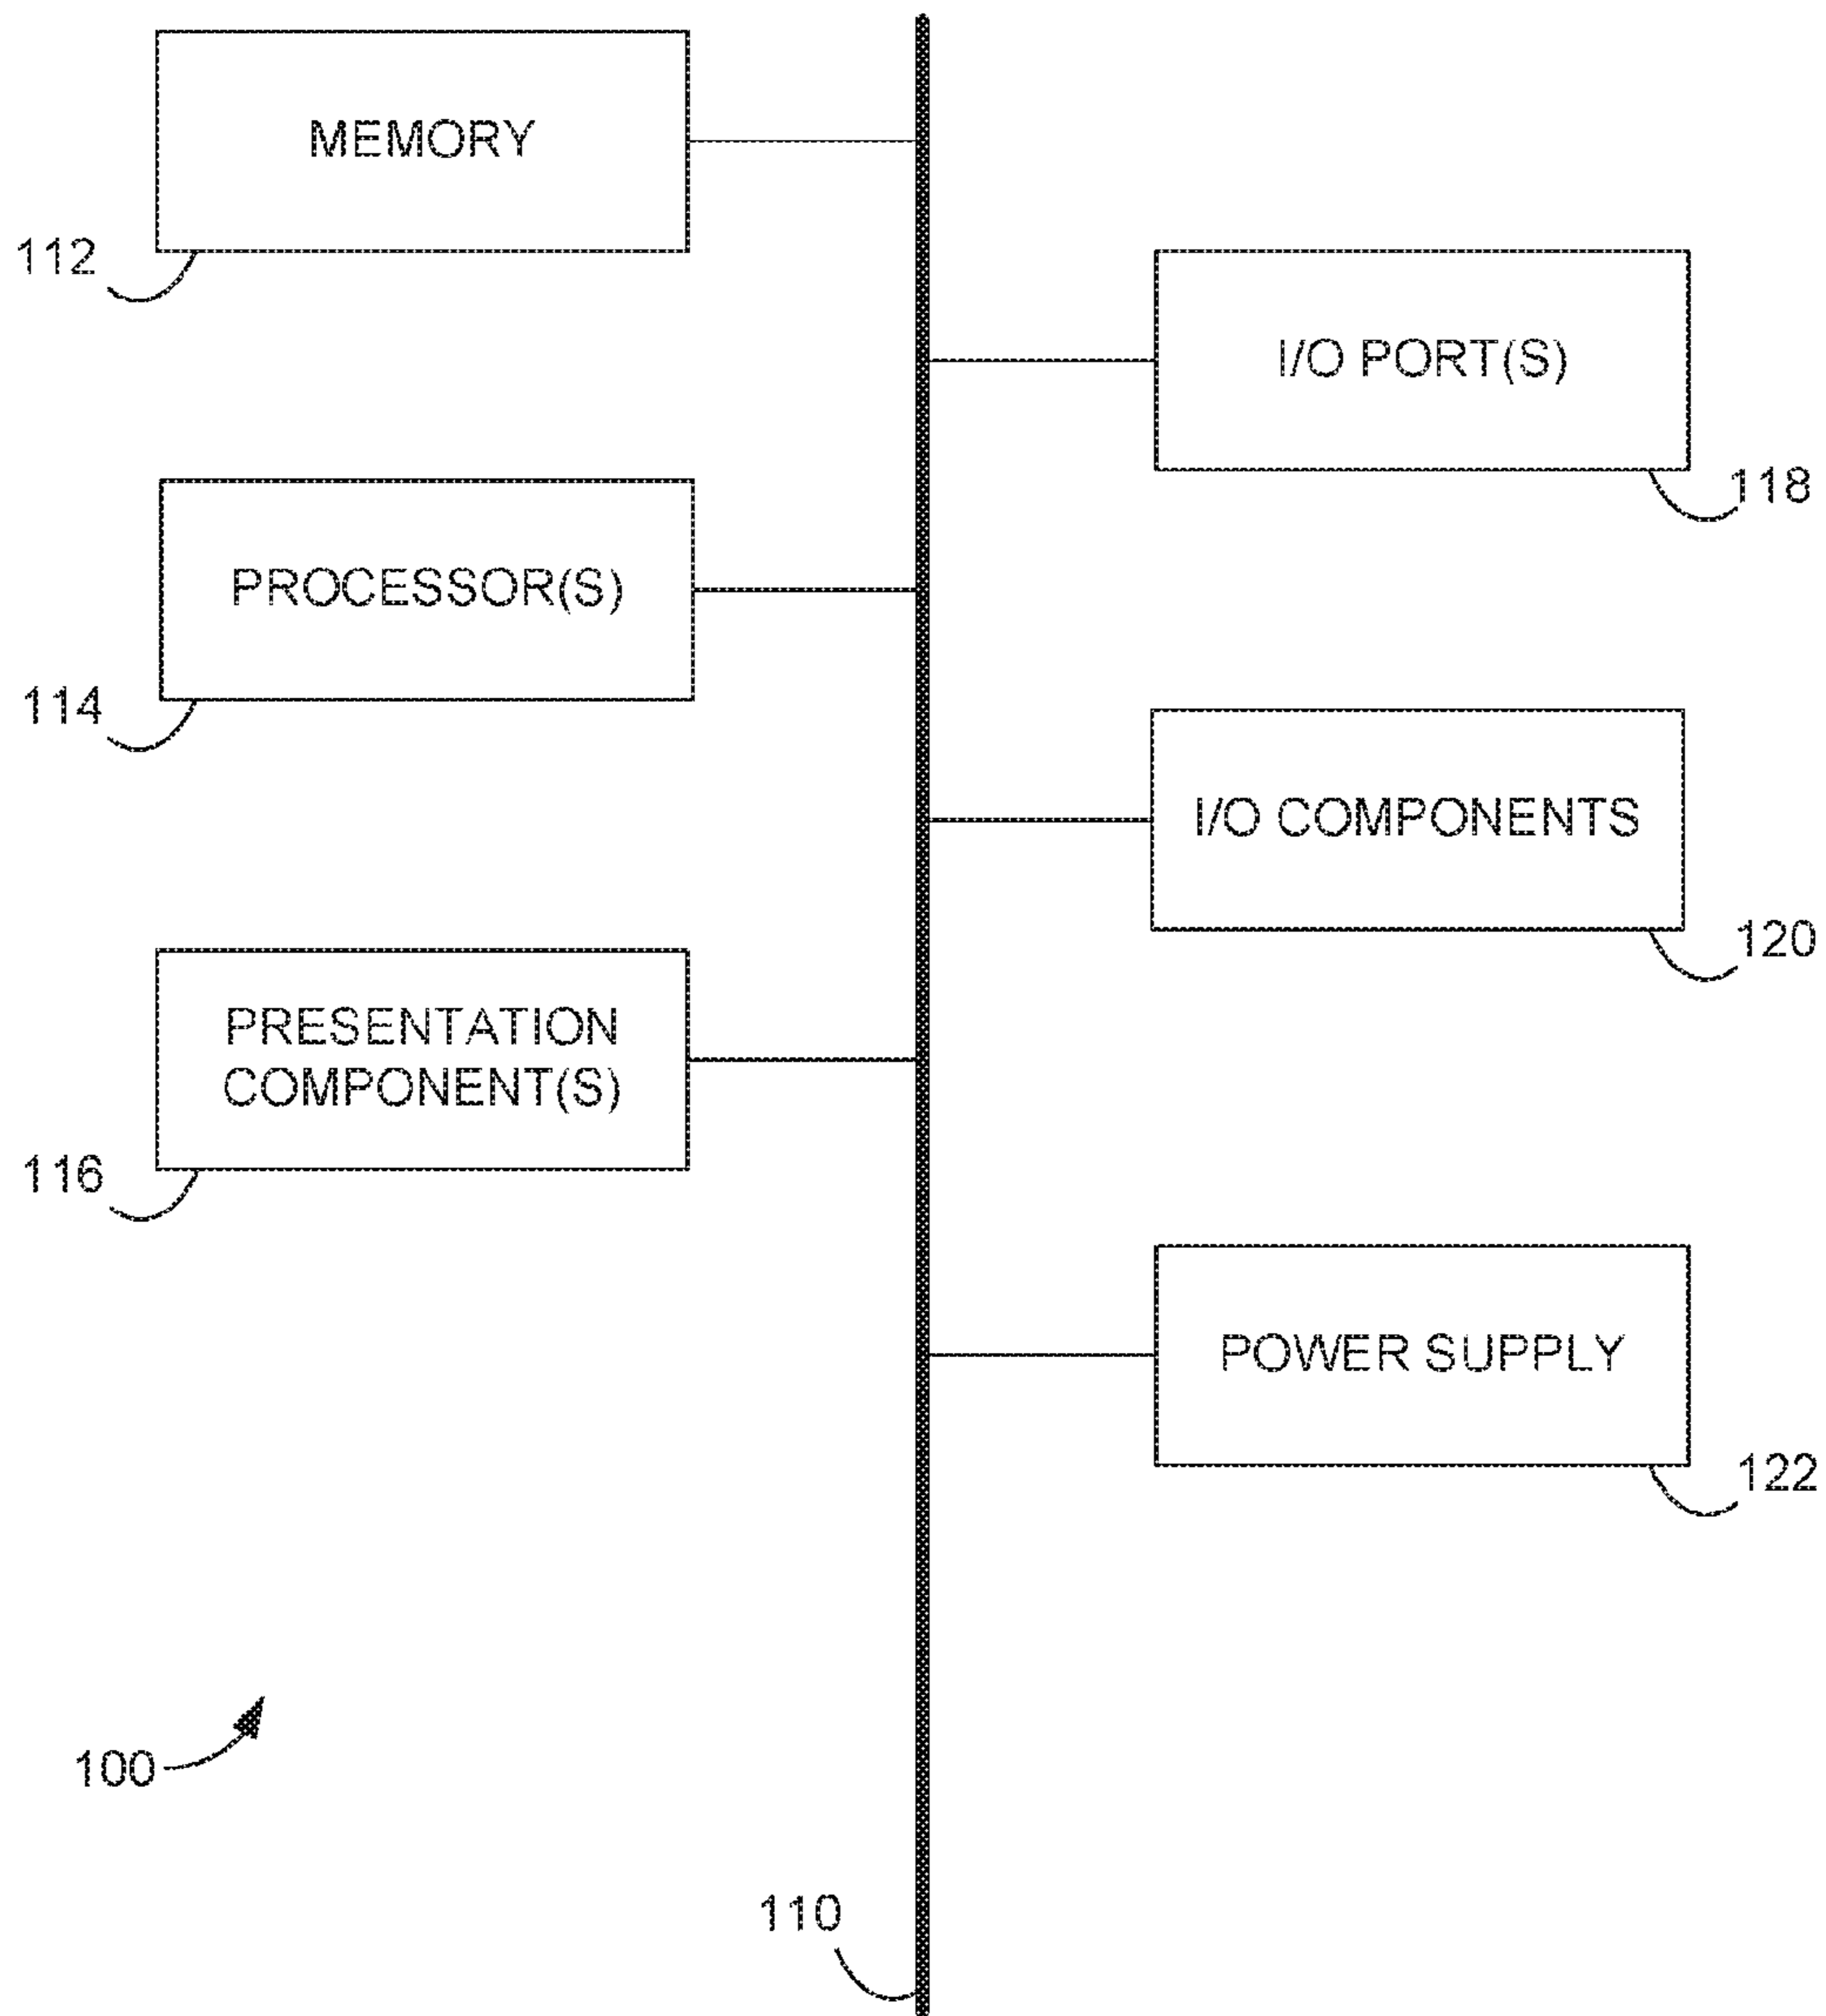 MEMORY
112
I/O PORT(S)
118
PROCESSOR(S)
114
I/O COMPONENTS
120
PRESENTATION
COMPONENT(S)
116
POWER SUPPLY
122
100
110